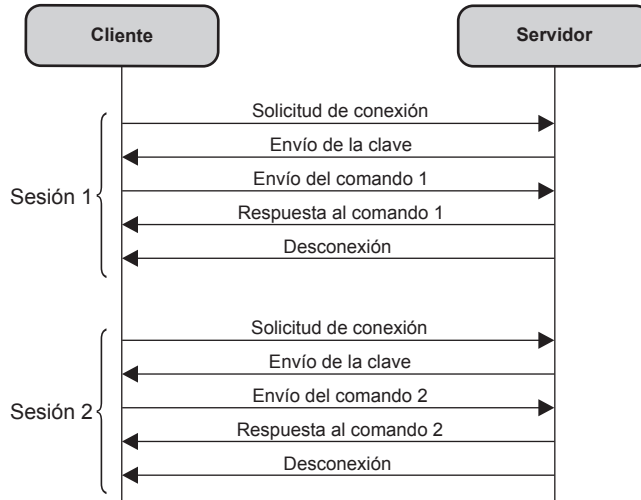 Cliente
Servidor
Solicitud de conexión
Envío de la clave
Envío del comando 1
Sesión 1
Respuesta al comando 1
Desconexión
Solicitud de conexión
Envío de la clave
Envío del comando 2
Sesión 2
Respuesta al comando 2
Desconexión